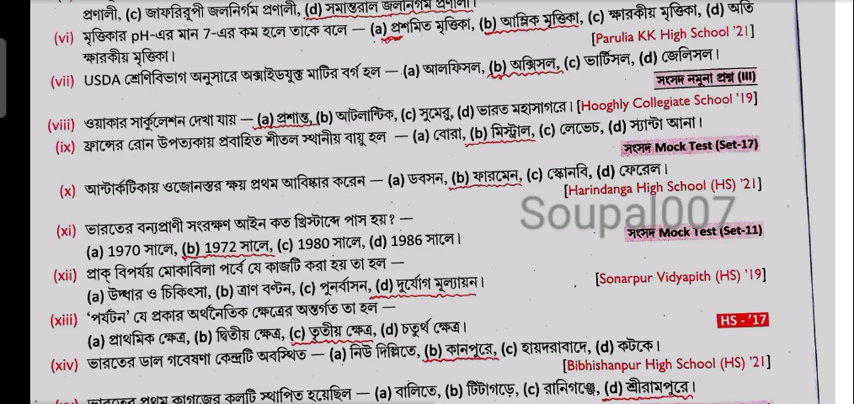 প্রণালী, (c) জাফরিরূপী জলনির্গম প্রণালী, (d) সমান্তরাল জলনির্গম প্রণালী।
(vi) মৃত্তিকার pH-এর মান 7-এর কম হলে তাকে বলে — (a) প্রশমিত মৃত্তিকা, (b) আম্লিক মৃত্তিকা, (c) ক্ষারকীয় মৃত্তিকা, (d) অতি
ক্ষারকীয় মৃত্তিকা। [Parulia KK High School '21]
(vii) USDA শ্রেণিবিভাগ অনুসারে অক্সাইডযুক্ত মাটির বর্গ হল — (a) আলফিসল, (b) অক্সিসল, (c) ভার্টিসল, (d) জেলিসল।
সংসদ নমুনা প্রশ্ন (III)
(viii) ওয়াকার সার্কুলেশন দেখা যায় — (a) প্রশান্ত, (b) আটলান্টিক, (c) সুমেরু, (d) ভারত মহাসাগরে। [Hooghly Collegiate School '19]
(ix) ফ্রান্সের রোন উপত্যকায় প্রবাহিত শীতল স্থানীয় বায়ু হল — (a) বোরা, (b) মিস্ট্রাল, (c) লেভেচ, (d) স্যান্টা আনা।
সংসদ Mock Test (Set-17)
(x) আন্টার্কটিকায় ওজোনস্তর ক্ষয় প্রথম আবিষ্কার করেন — (a) ডবসন, (b) ফারমেন, (c) স্কোনবি, (d) ফেরেল।
[Harindanga High School (HS) '21]
Soupal007
(xi) ভারতের বন্যপ্রাণী সংরক্ষণ আইন কত খ্রিস্টাব্দে পাস হয়? —
(a) 1970 সালে, (b) 1972 সালে, (c) 1980 সালে, (d) 1986 সালে। সংসদ Mock Test (Set-11)
(xii) প্রাক্ বিপর্যয় মোকাবিলা পর্বে যে কাজটি করা হয় তা হল —
(a) উদ্ধার ও চিকিৎসা, (b) ত্রাণ বণ্টন, (c) পুনর্বাসন, (d) দুর্যোগ মূল্যায়ন। [Sonarpur Vidyapith (HS) '19]
(xiii) ‘পর্যটন’ যে প্রকার অর্থনৈতিক ক্ষেত্রের অন্তর্গত তা হল —
(a) প্রাথমিক ক্ষেত্র, (b) দ্বিতীয় ক্ষেত্র, (c) তৃতীয় ক্ষেত্র, (d) চতুর্থ ক্ষেত্র। HS - '17
(xiv) ভারতের ডাল গবেষণা কেন্দ্রটি অবস্থিত — (a) নিউ দিল্লিতে, (b) কানপুরে, (c) হায়দরাবাদে, (d) কটকে।
[Bibhishanpur High School (HS) '21]
ভারতের প্রথম কাগজের কলটি স্থাপিত হয়েছিল — (a) বালিতে, (b) টিটাগড়ে, (c) রানিগঞ্জে, (d) শ্রীরামপুরে।